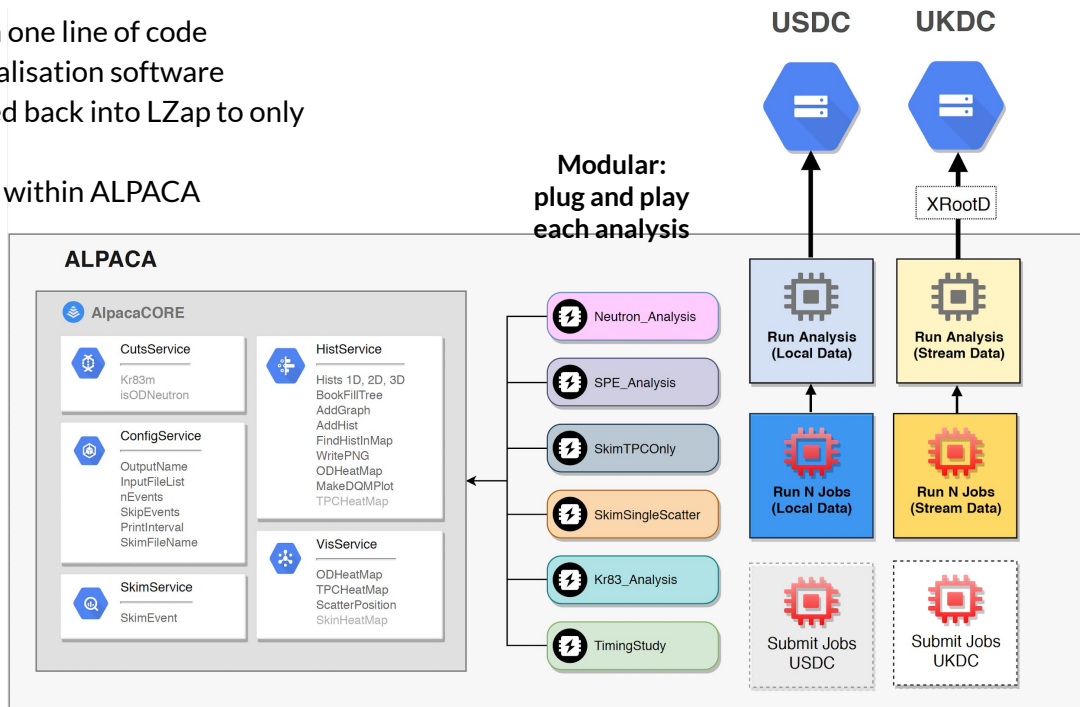 one line of code
alisation software
ed back into LZap to only
within ALPACA
USDC
UKDC
XRootD
Modular:
plug and play
each analysis
ALPACA
AlpacaCORE
CutsService
Kr83m
isODNeutron
ConfigService
OutputName
InputFileList
nEvents
SkipEvents
PrintInterval
SkimFileName
SkimService
SkimEvent
HistService
Hists 1D, 2D, 3D
BookFillTree
AddGraph
AddHist
FindHistInMap
WritePNG
ODHeatMap
MakeDQMPlot
TPCHeatMap
VisService
ODHeatMap
TPCHeatMap
ScatterPosition
SkinHeatMap
Neutron_Analysis
SPE_Analysis
SkimTPCOnly
SkimSingleScatter
Kr83_Analysis
TimingStudy
Run Analysis
(Local Data)
Run Analysis
(Stream Data)
Run N Jobs
(Local Data)
Run N Jobs
(Stream Data)
Submit Jobs
USDC
Submit Jobs
UKDC